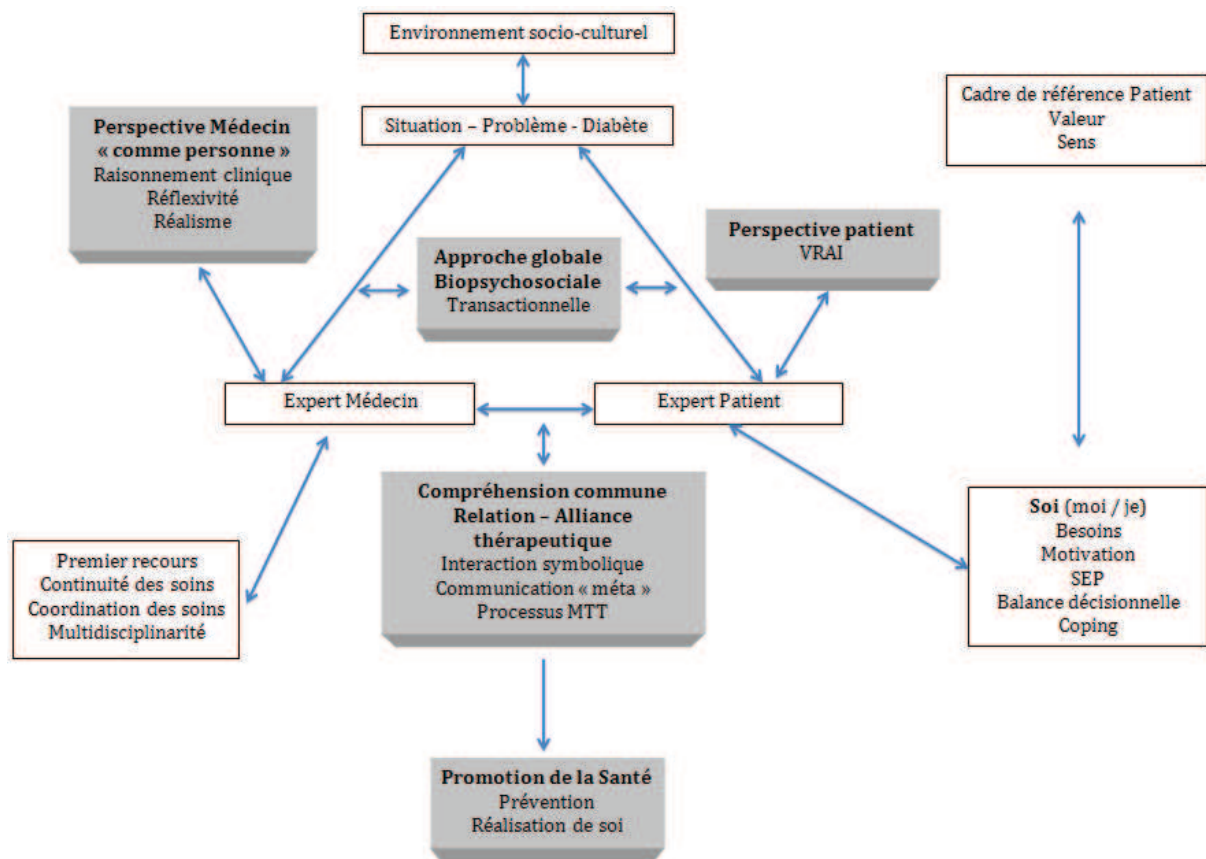 Environnement socio-culturel
Situation – Problème - Diabète
Perspective Médecin
« comme personne »
Raisonnement clinique
Réflexivité
Réalisme
Cadre de référence Patient
Valeur
Sens
Approche globale
Biopsychosociale
Transactionnelle
Perspective patient
VRAI
Expert Médecin
Expert Patient
Compréhension commune
Relation – Alliance
thérapeutique
Interaction symbolique
Communication « méta »
Processus MTT
Premier recours
Continuité des soins
Coordination des soins
Multidisciplinarité
Soi (moi / je)
Besoins
Motivation
SEP
Balance décisionnelle
Coping
Promotion de la Santé
Prévention
Réalisation de soi